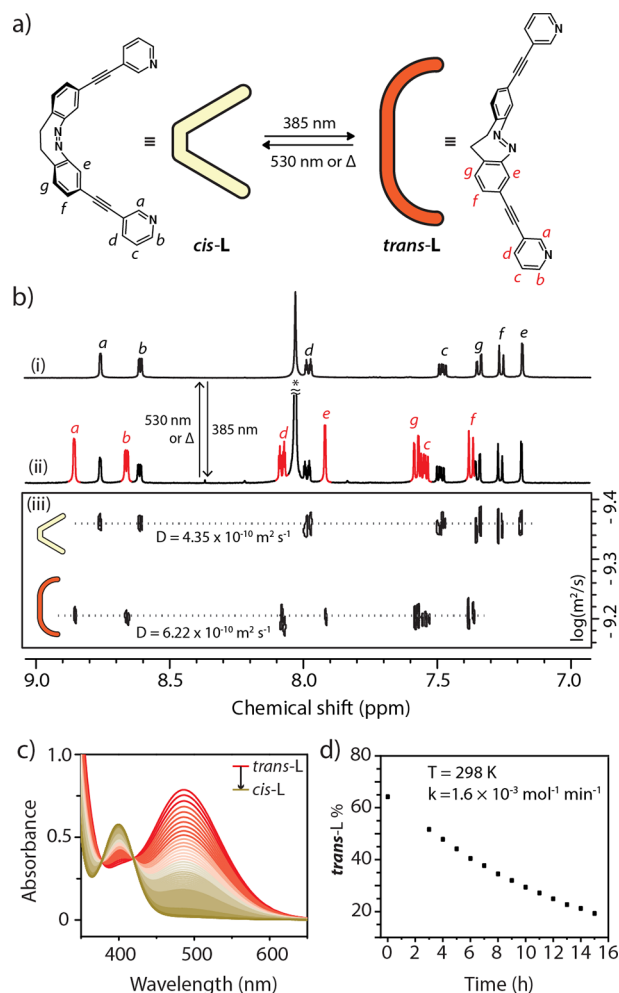 a)
N
N=N
N
e
g
f
a
d
b
c
≡
cis-L
385 nm
530 nm or Δ
trans-L
≡
N
N=N
g
e
f
a
d
N
c
b
b)
(i)
a
b
d
c
g
f
e
530 nm
or Δ
385 nm
*
≈
(ii)
a
b
d
e
g
c
f
(iii)
D = 4.35 x 10⁻¹⁰ m² s⁻¹
D = 6.22 x 10⁻¹⁰ m² s⁻¹
- 9.4
- 9.3
- 9.2
log(m²/s)
9.0 8.5 8.0 7.5 7.0
Chemical shift (ppm)
c)
1.0
0.5
0
Absorbance
trans-L
cis-L
400 500 600
Wavelength (nm)
d)
80
60
40
20
trans-L %
T = 298 K
k =1.6 × 10⁻³ mol⁻¹ min⁻¹
0 2 4 6 8 10 12 14 16
Time (h)